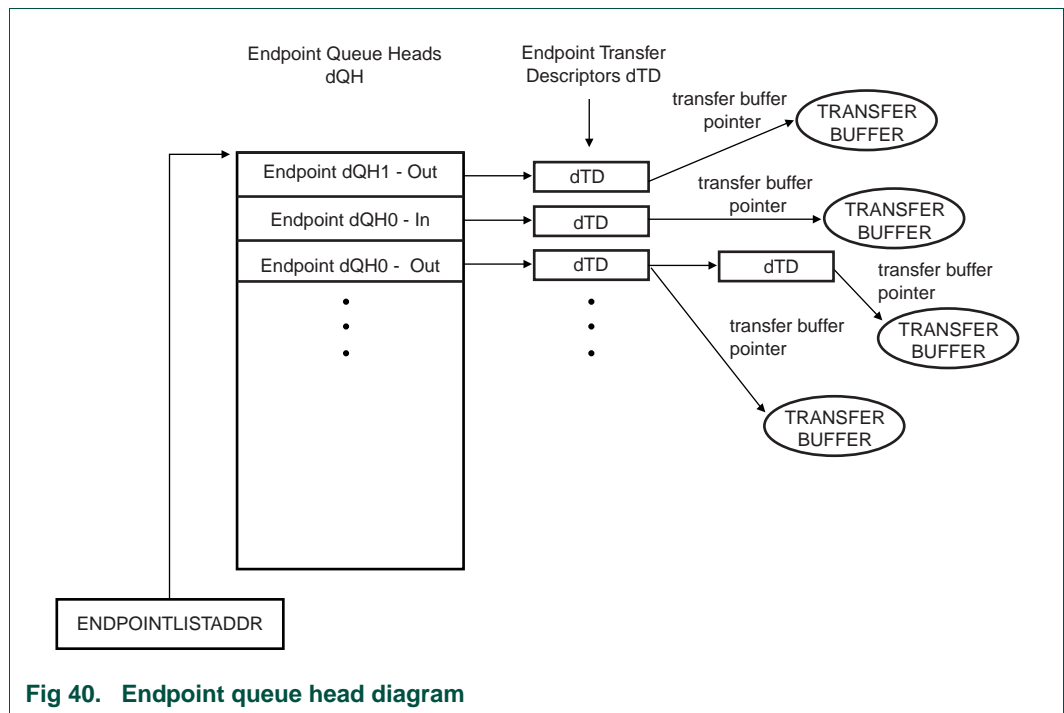 Endpoint Queue Heads
dQH
Endpoint Transfer
Descriptors dTD
transfer buffer
pointer
TRANSFER
BUFFER
Endpoint dQH1 - Out
dTD
transfer buffer
pointer
TRANSFER
BUFFER
Endpoint dQH0 - In
dTD
Endpoint dQH0 - Out
dTD
dTD
transfer buffer
pointer
TRANSFER
BUFFER
transfer buffer
pointer
TRANSFER
BUFFER
ENDPOINTLISTADDR
Fig 40. Endpoint queue head diagram